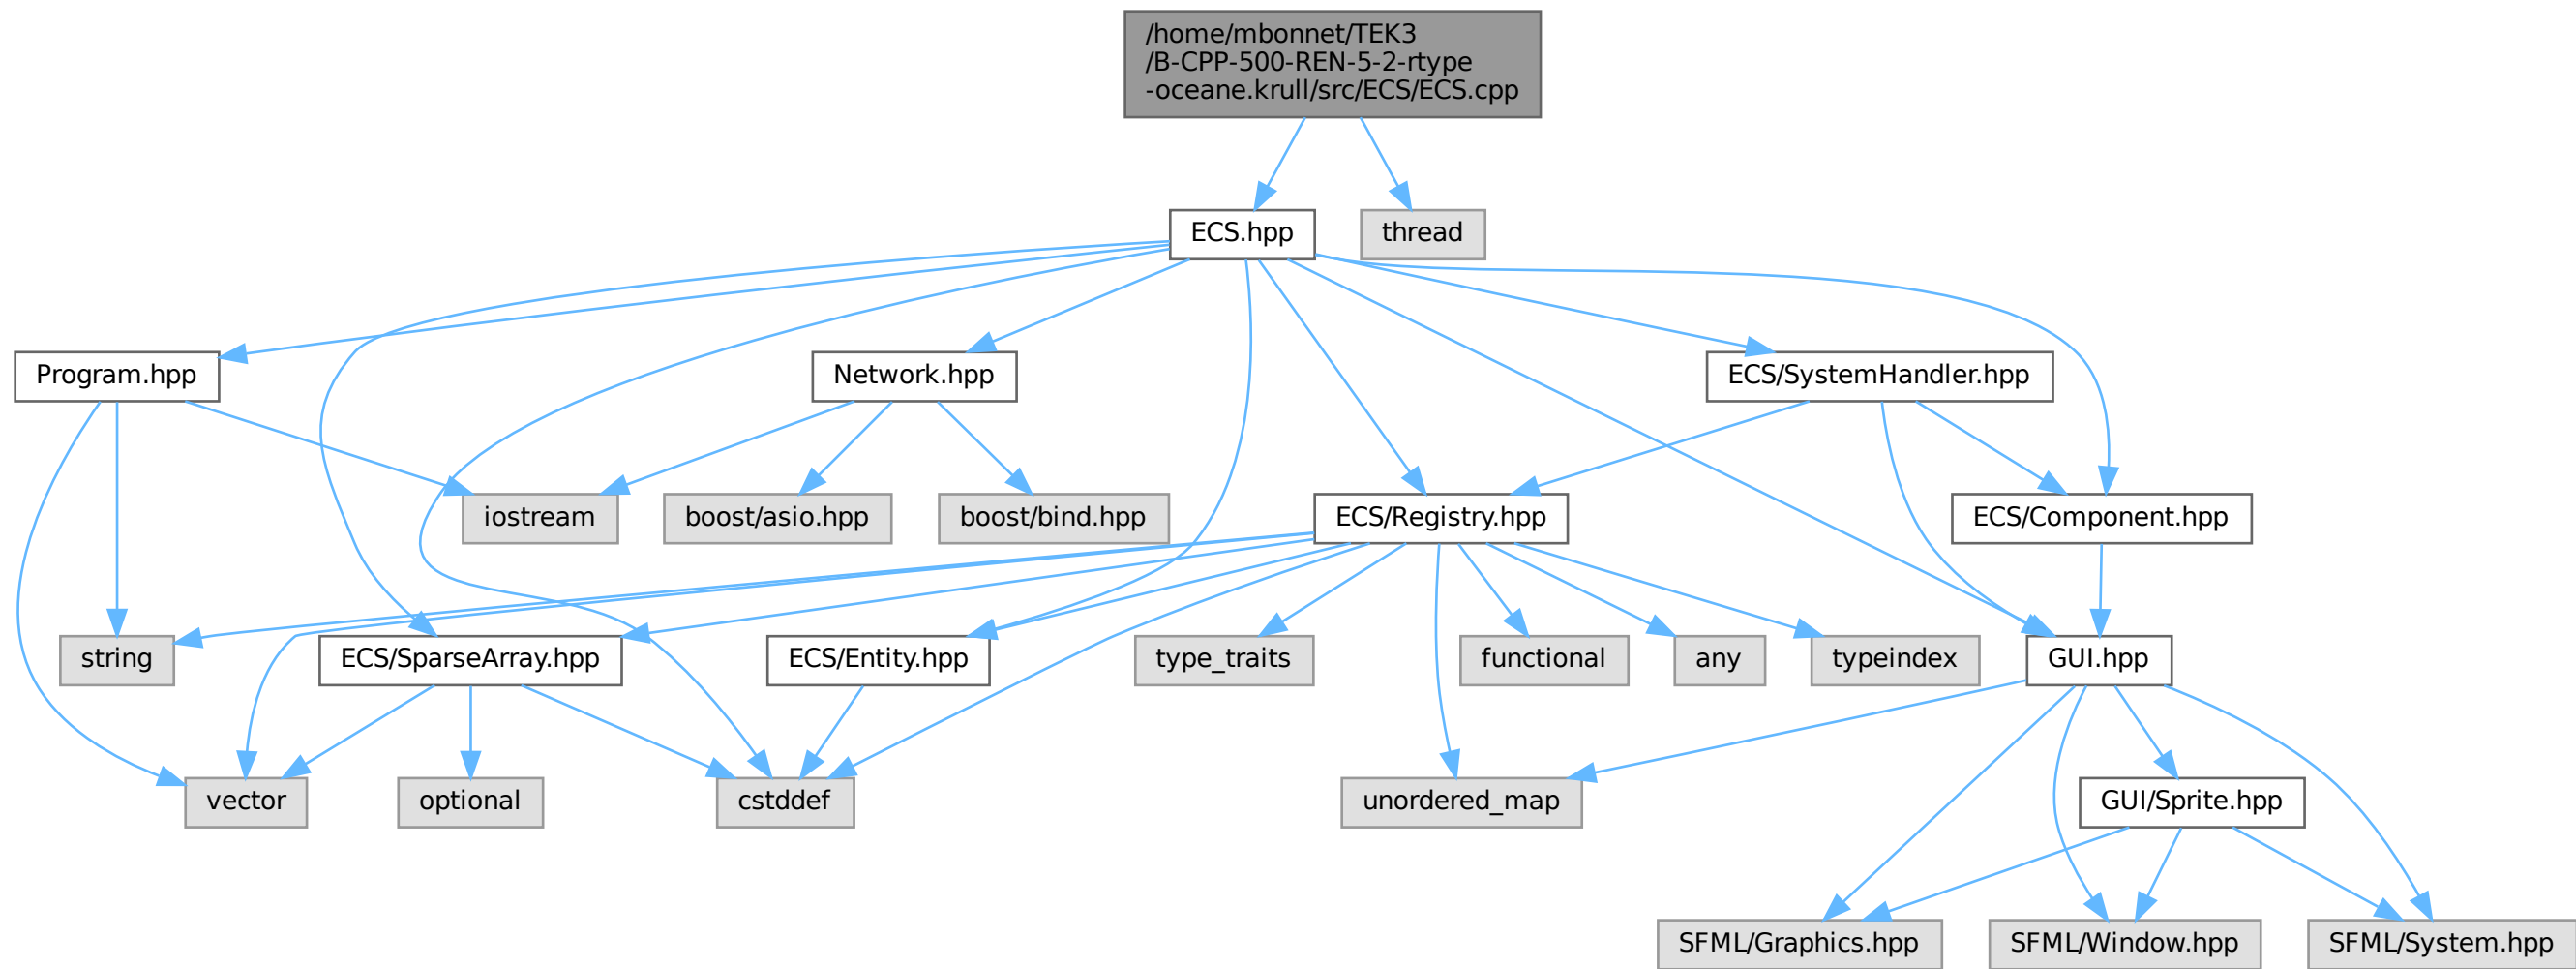 /home/mbonnet/TEK3
/B-CPP-500-REN-5-2-rtype
-oceane.krull/src/ECS/ECS.cpp
ECS.hpp
thread
Program.hpp
Network.hpp
ECS/SystemHandler.hpp
iostream
boost/asio.hpp
boost/bind.hpp
ECS/Registry.hpp
ECS/Component.hpp
string
ECS/SparseArray.hpp
ECS/Entity.hpp
type_traits
functional
any
typeindex
GUI.hpp
vector
optional
cstddef
unordered_map
GUI/Sprite.hpp
SFML/Graphics.hpp
SFML/Window.hpp
SFML/System.hpp